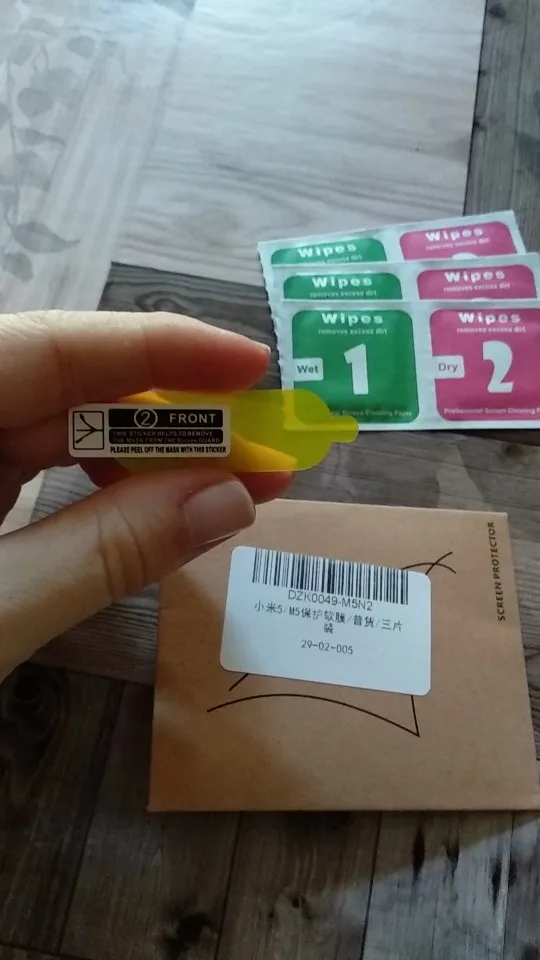 Wipes
removes excess dirt
Wipes
removes excess dirt
Wipes
removes excess dirt
Wipes
removes excess dirt
Wipes
removes excess dirt
Wet
1
Screen Cleaning Paper
Wipes
removes excess dirt
Dry
2
Professional Screen Cleaning P
② FRONT
THIS STICKER HELPS TO REMOVE
THE MASK FROM THE Screen GUARD
PLEASE PEEL OFF THE MASK WITH THIS STICKER
SCREEN PROTECTOR
DZK0049-M5N2
小米5/M5保护软膜/普货/三片
装
29-02-005